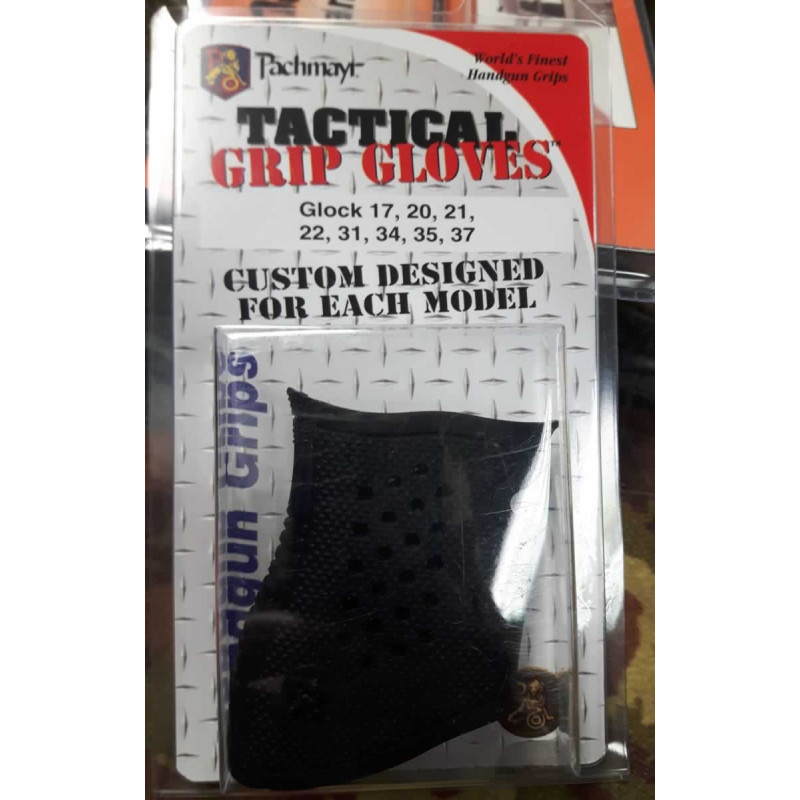 Pachmayr
World's Finest
Handgun Grips
TACTICAL
GRIP GLOVES™
Glock 17, 20, 21,
22, 31, 34, 35, 37
CUSTOM DESIGNED
FOR EACH MODEL
Grips